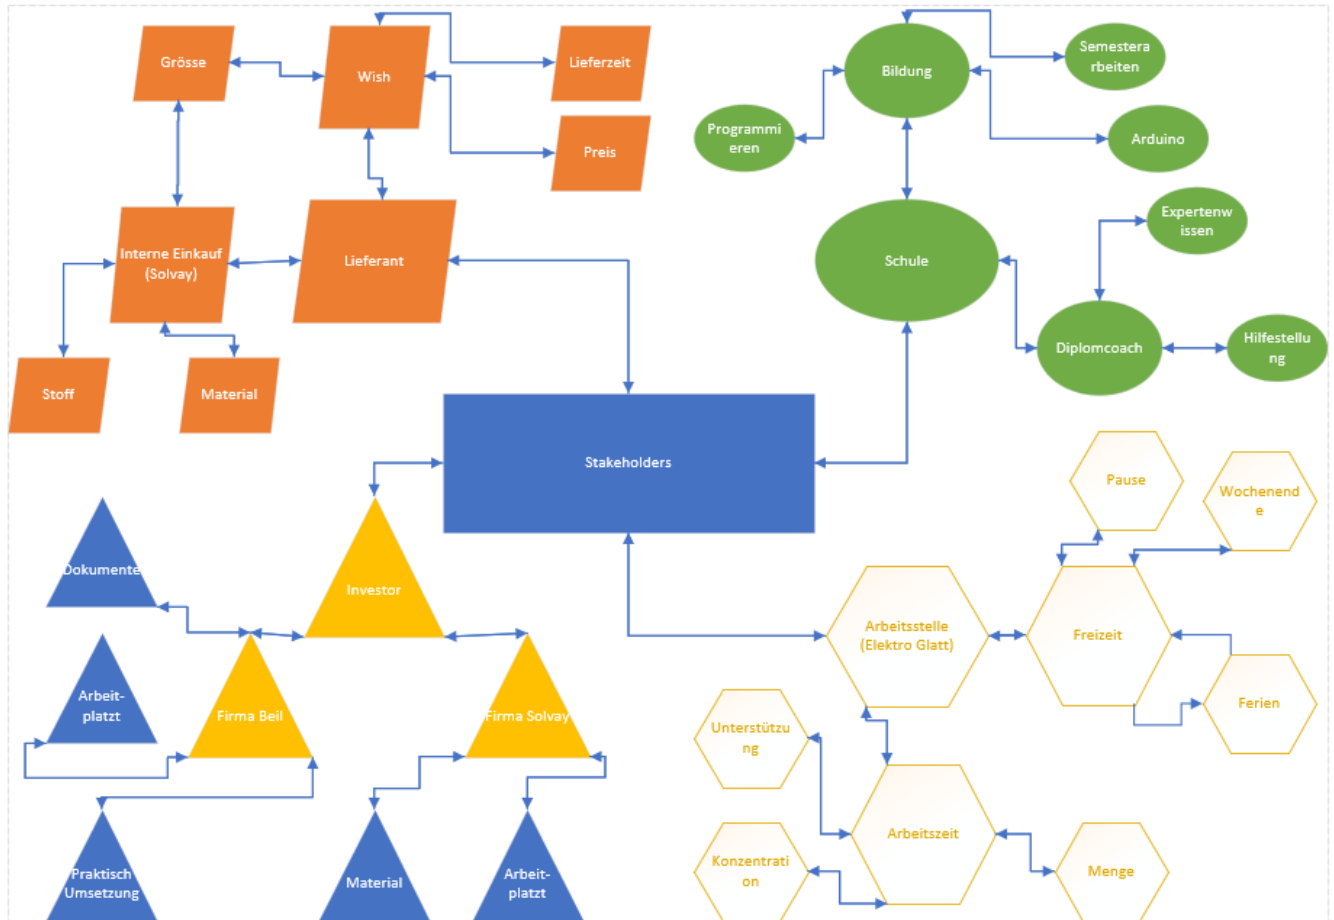 Grösse
Wish
Lieferzeit
Preis
Interne Einkauf
(Solvay)
Lieferant
Stoff
Material
Bildung
Semestera
rbeiten
Programmi
eren
Arduino
Schule
Expertenw
issen
Diplomcoach
Hilfestellu
ng
Stakeholders
Dokumente
Investor
Arbeit-
platzt
Firma Beil
Firma Solvay
Praktisch
Umsetzung
Material
Arbeit-
platzt
Pause
Wochenend
e
Arbeitsstelle
(Elektro Glatt)
Freizeit
Ferien
Unterstützu
ng
Arbeitszeit
Konzentrati
on
Menge